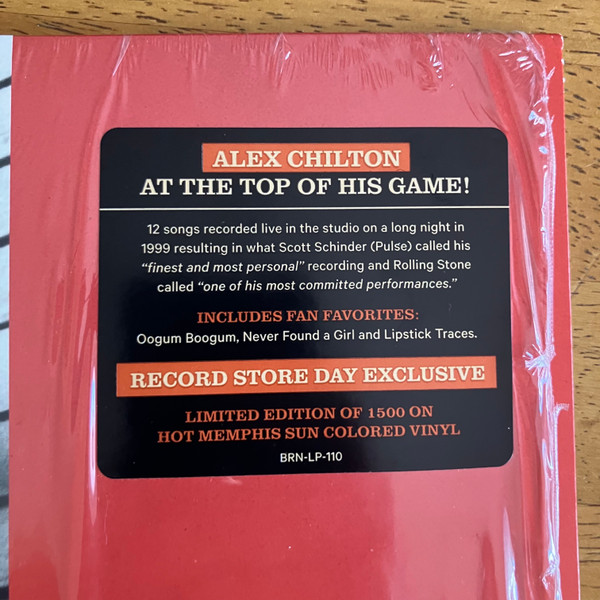 ALEX CHILTON
AT THE TOP OF HIS GAME!
12 songs recorded live in the studio on a long night in
1999 resulting in what Scott Schinder (Pulse) called his
“finest and most personal” recording and Rolling Stone
called “one of his most committed performances.”
INCLUDES FAN FAVORITES:
Oogum Boogum, Never Found a Girl and Lipstick Traces.
RECORD STORE DAY EXCLUSIVE
LIMITED EDITION OF 1500 ON
HOT MEMPHIS SUN COLORED VINYL
BRN-LP-110